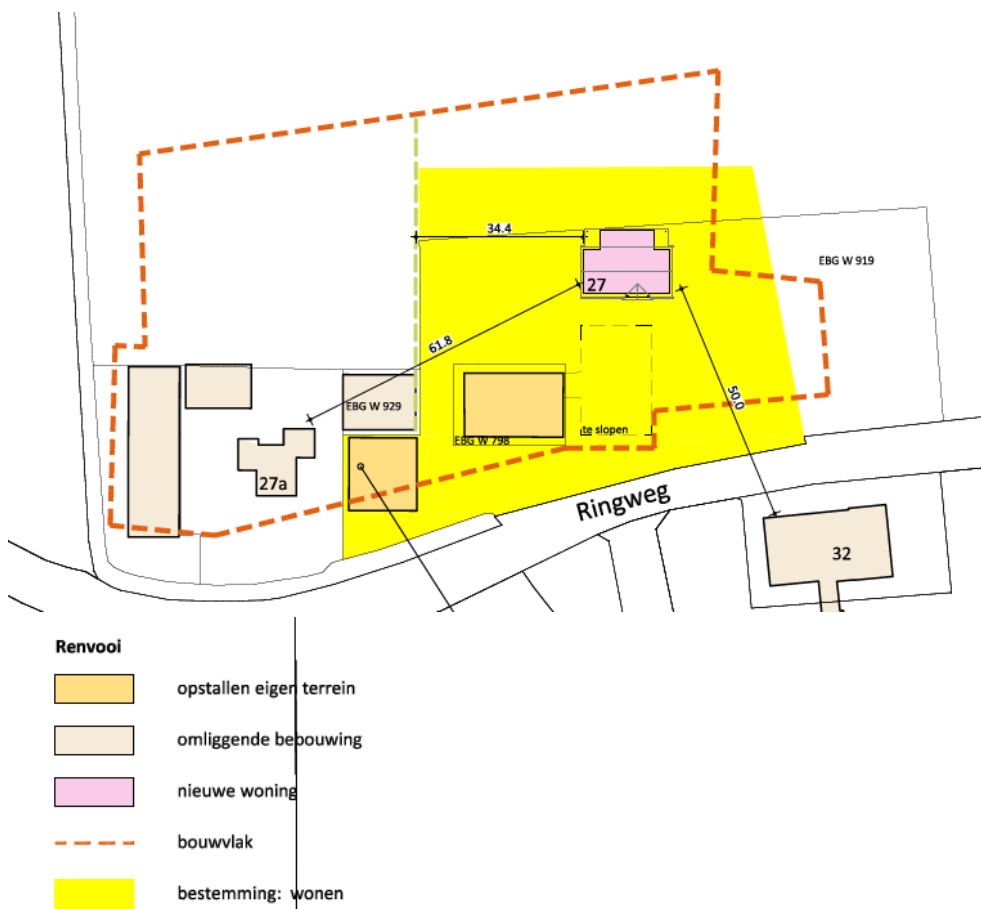 34.4
EBG W 919
27
61.8
50.0
EBG W 929
te slopen
EBG W 798
27a
Ringweg
32
Renvooi
opstallen eigen terrein
omliggende bebouwing
nieuwe woning
bouwvlak
bestemming: wonen